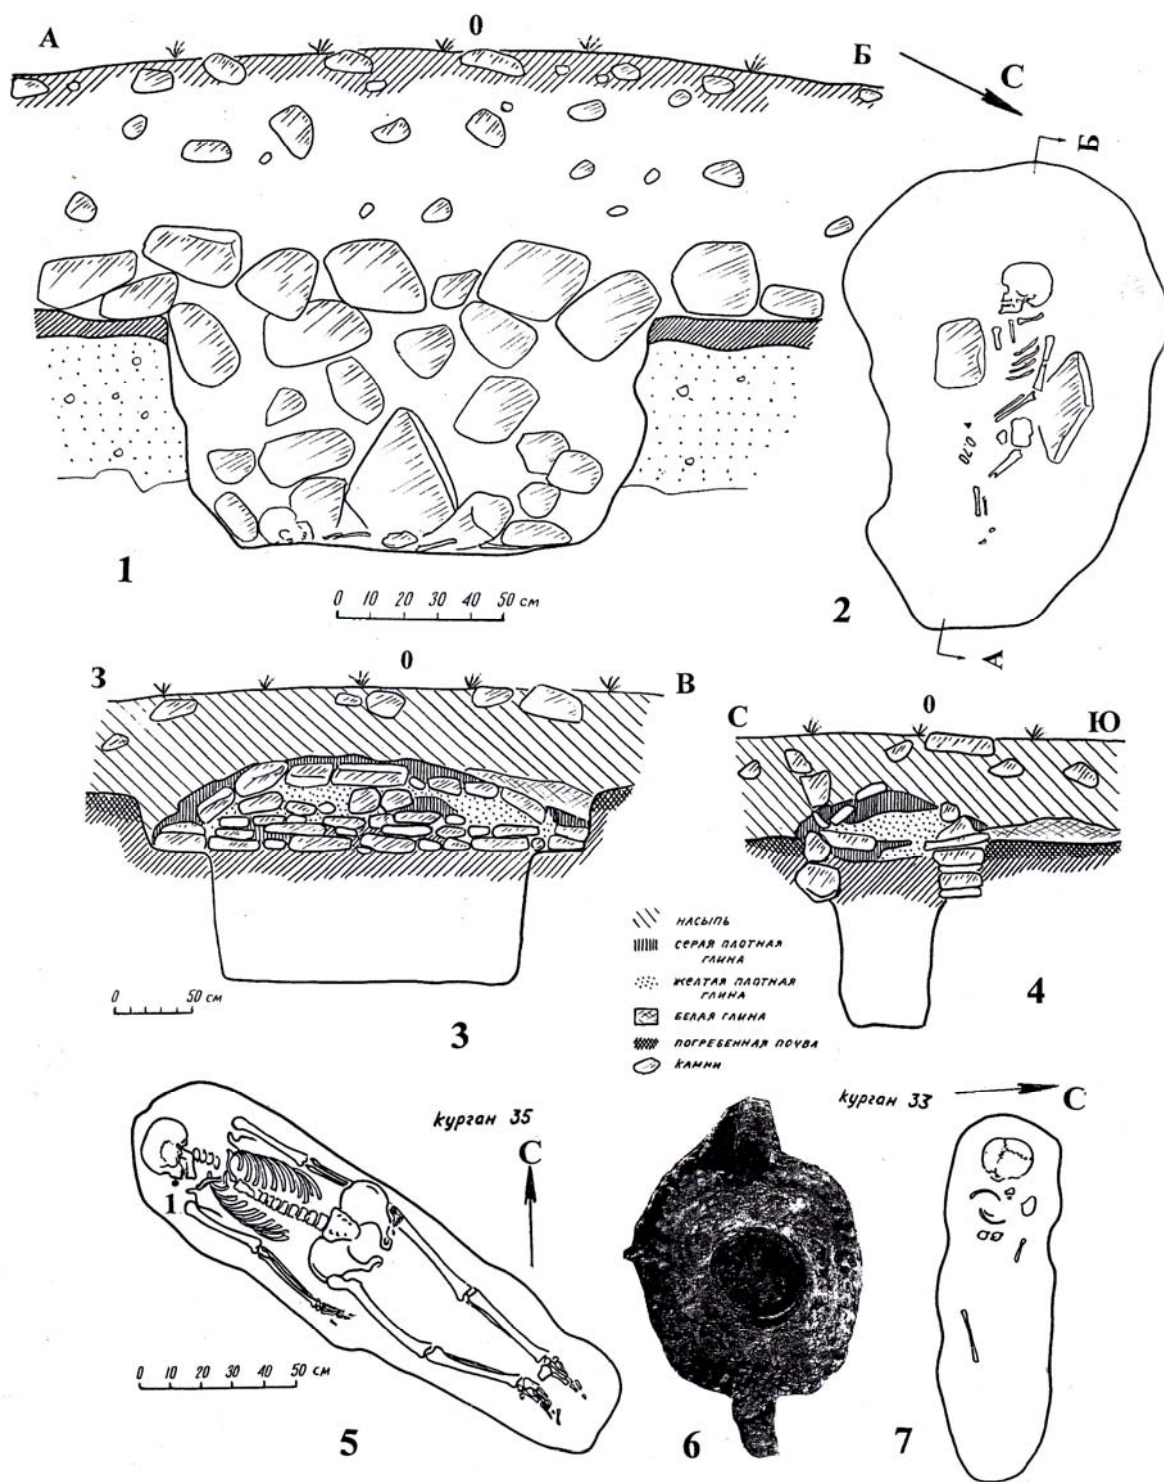 А
0
Б
С
Б
0,70
А
1
0 10 20 30 40 50 см
2
З
0
В
С
0
Ю
насыпь
серая плотная
глина
желтая плотная
глина
белая глина
погребенная почва
камни
0 50 см
3
4
курган 35
С
1
0 10 20 30 40 50 см
5
6
курган 33
С
7